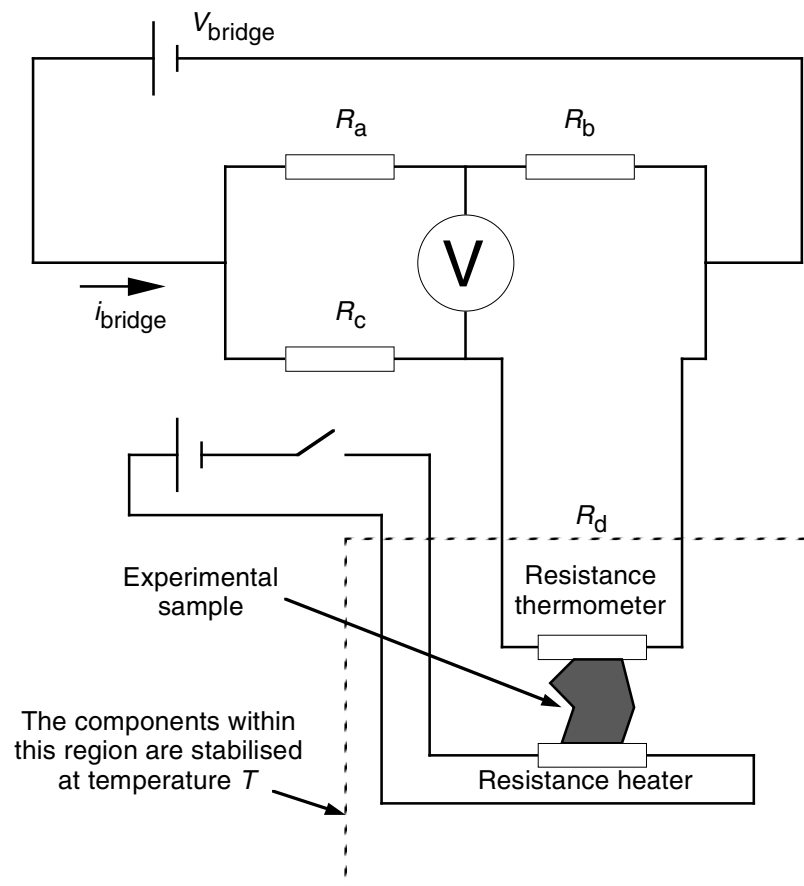 Vbridge
Ra
Rb
V
ibridge
Rc
Rd
Experimental
sample
Resistance
thermometer
The components within
this region are stabilised
at temperature T
Resistance heater